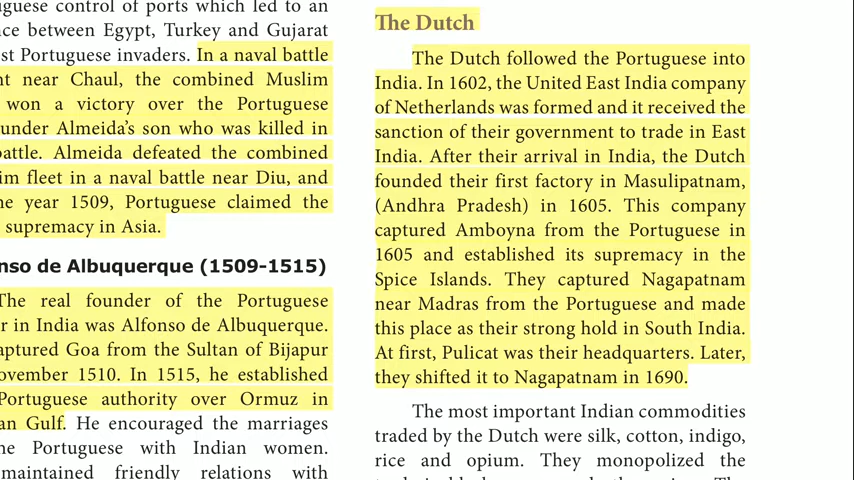 uguese control of ports which led to an
nce between Egypt, Turkey and Gujarat
st Portuguese invaders. In a naval battle
near Chaul, the combined Muslim
won a victory over the Portuguese
under Almeida's son who was killed in
battle. Almeida defeated the combined
im fleet in a naval battle near Diu, and
he year 1509, Portuguese claimed the
supremacy in Asia.
nso de Albuquerque (1509-1515)
The real founder of the Portuguese
r in India was Alfonso de Albuquerque.
aptured Goa from the Sultan of Bijapur
ovember 1510. In 1515, he established
Portuguese authority over Ormuz in
an Gulf. He encouraged the marriages
he Portuguese with Indian women.
maintained friendly relations with
The Dutch
The Dutch followed the Portuguese into
India. In 1602, the United East India company
of Netherlands was formed and it received the
sanction of their government to trade in East
India. After their arrival in India, the Dutch
founded their first factory in Masulipatnam,
(Andhra Pradesh) in 1605. This company
captured Amboyna from the Portuguese in
1605 and established its supremacy in the
Spice Islands. They captured Nagapatnam
near Madras from the Portuguese and made
this place as their strong hold in South India.
At first, Pulicat was their headquarters. Later,
they shifted it to Nagapatnam in 1690.
The most important Indian commodities
traded by the Dutch were silk, cotton, indigo,
rice and opium. They monopolized the